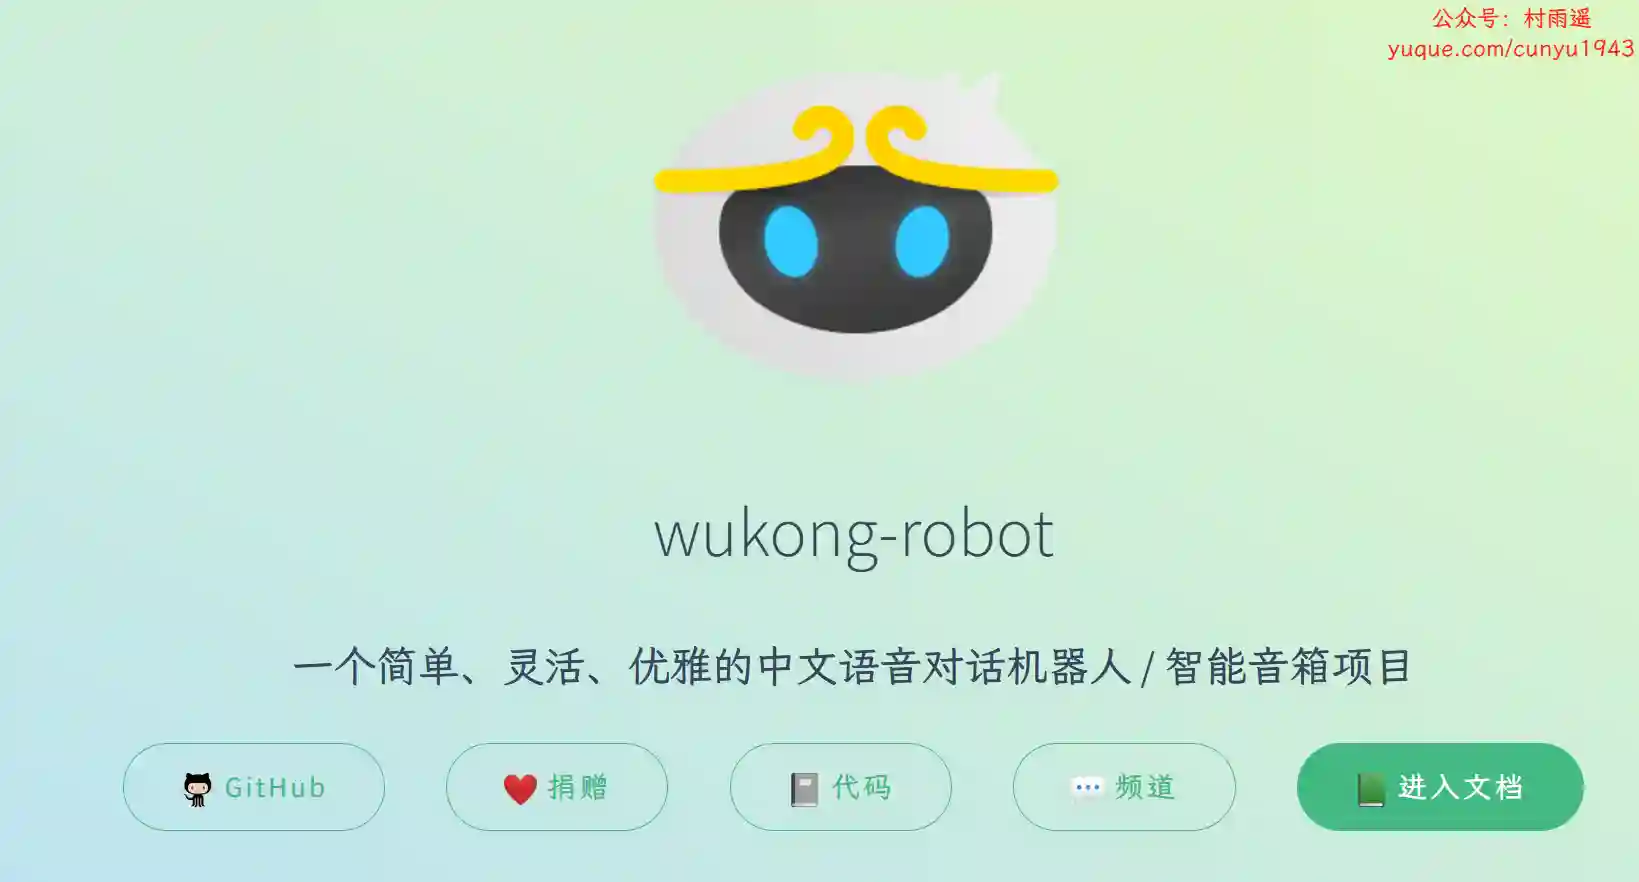 公众号：村雨遥
yuque.com/cunyu1943
wukong-robot
一个简单、灵活、优雅的中文语音对话机器人 / 智能音箱项目
GitHub
捐赠
代码
频道
进入文档